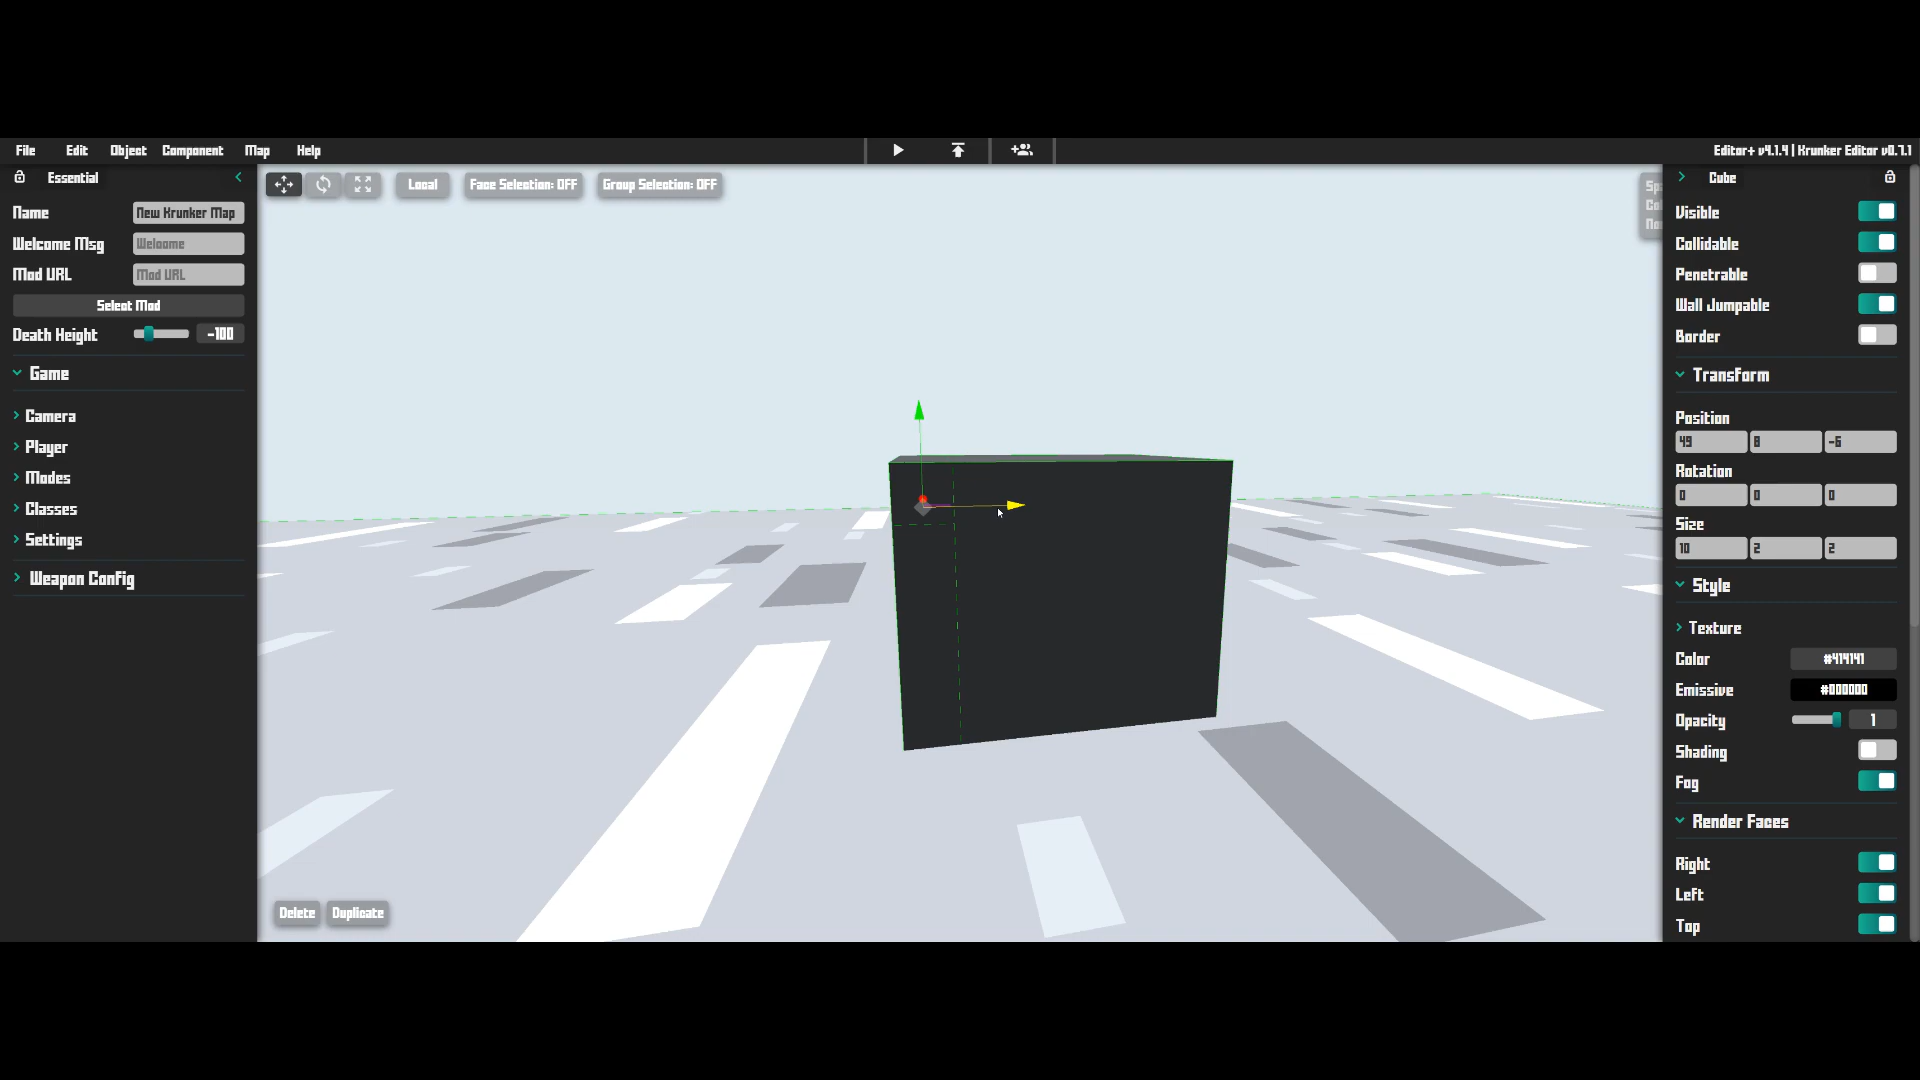 File Edit Object Component Map Help
Editor+ v4.1.4 | Krunker Editor v0.7.1
Essential
Name New Krunker Map
Welcome Msg Welcome
Mod URL Mod URL
Select Mod
Death Height -100
Game
Camera
Player
Modes
Classes
Settings
Weapon Config
Local Face Selection: OFF Group Selection: OFF
Delete Duplicate
Cube
Visible
Collidable
Penetrable
Wall Jumpable
Border
Transform
Position
49 8 -6
Rotation
0 0 0
Size
10 2 2
Style
Texture
Color #414141
Emissive #000000
Opacity 1
Shading
Fog
Render Faces
Right
Left
Top